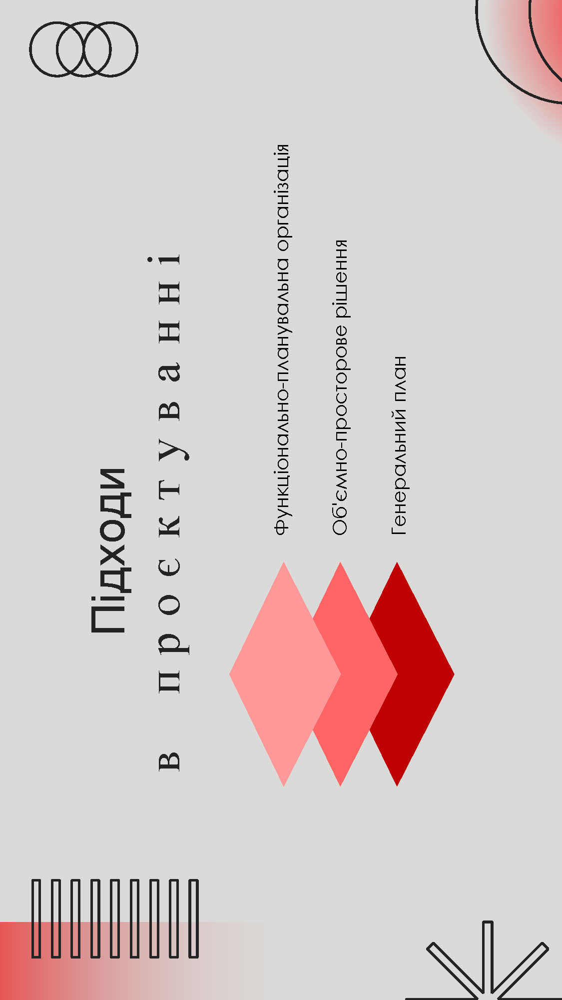 Підходи
в проєктуванні
Функціонально-планувальна організація
Об'ємно-просторове рішення
Генеральний план